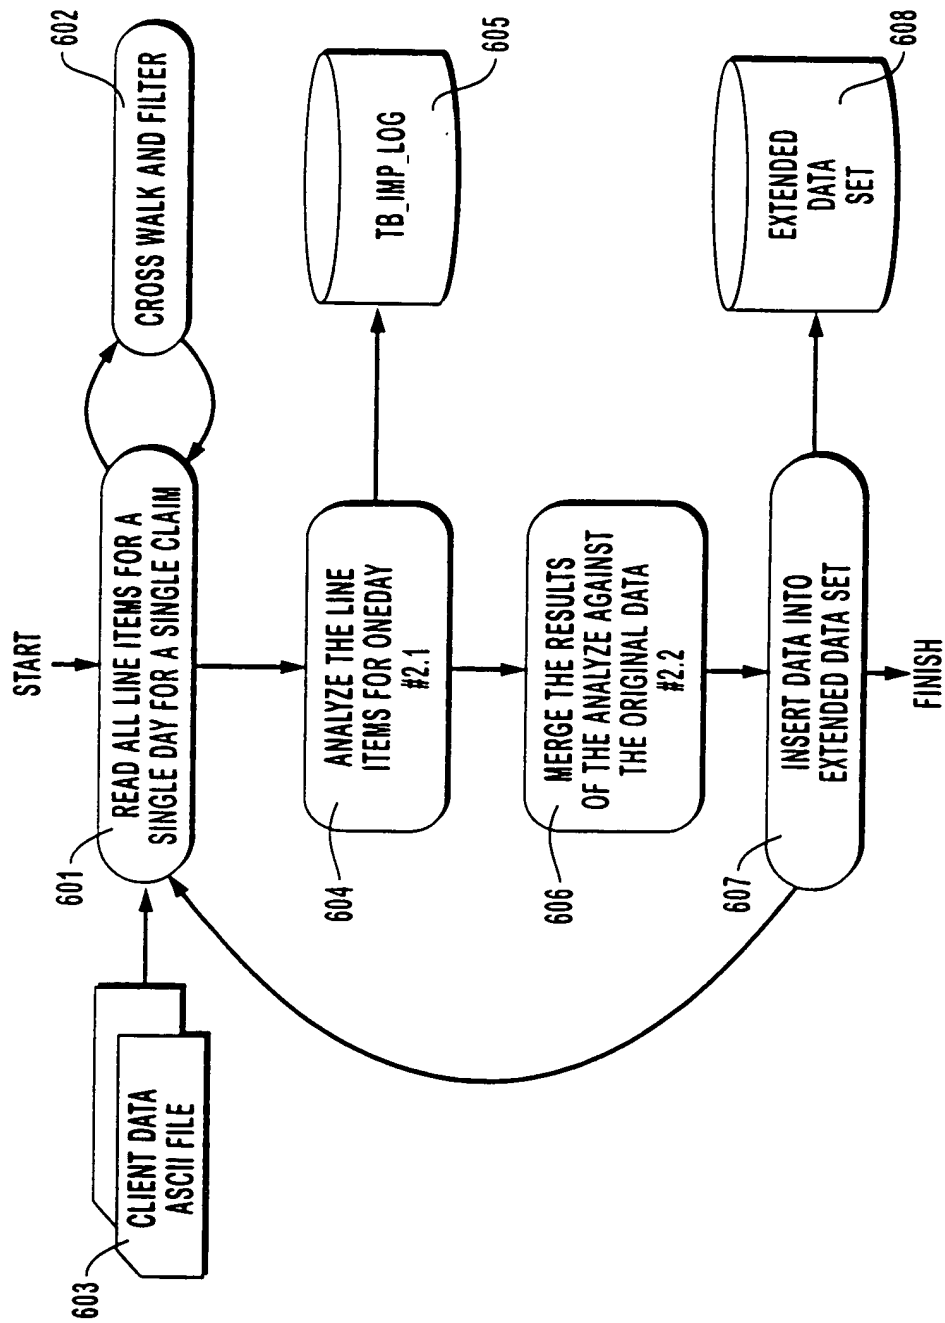 START
603
CLIENT DATA
ASCII FILE
601
READ ALL LINE ITEMS FOR A
SINGLE DAY FOR A SINGLE CLAIM
602
CROSS WALK AND FILTER
604
ANALYZE THE LINE
ITEMS FOR ONEDAY
#2.1
TB_IMP_LOG
605
606
MERGE THE RESULTS
OF THE ANALYZE AGAINST
THE ORIGINAL DATA
#2.2
607
INSERT DATA INTO
EXTENDED DATA SET
EXTENDED
DATA
SET
608
FINISH